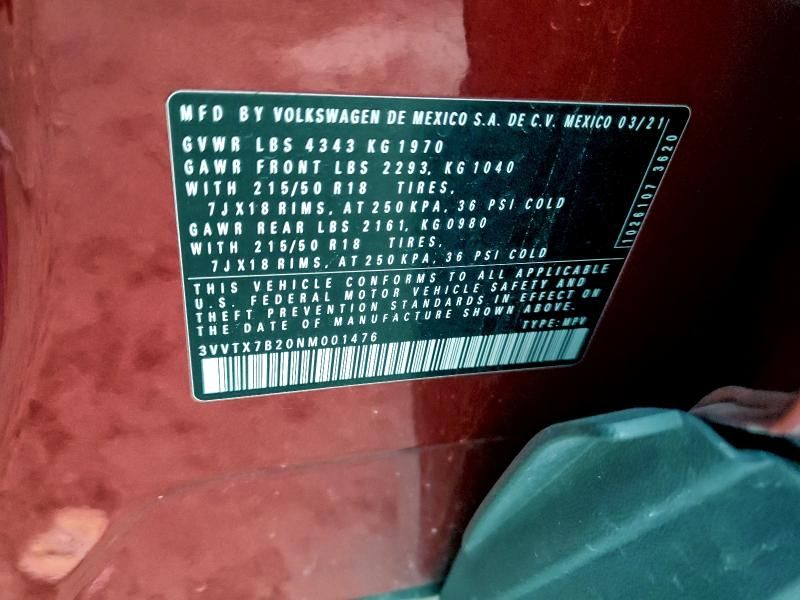 MFD BY VOLKSWAGEN DE MEXICO S.A. DE C.V. MEXICO 03/21
GVWR LBS 4343 KG 1970
GAWR FRONT LBS 2293, KG 1040
WITH 215/50 R18 TIRES,
7JX18 RIMS, AT 250 KPA, 36 PSI COLD
GAWR REAR LBS 2161, KG 0980
WITH 215/50 R18 TIRES,
7JX18 RIMS, AT 250 KPA, 36 PSI COLD
THIS VEHICLE CONFORMS TO ALL APPLICABLE
U.S. FEDERAL MOTOR VEHICLE SAFETY AND
THEFT PREVENTION STANDARDS IN EFFECT ON
THE DATE OF MANUFACTURE SHOWN ABOVE.
TYPE: MPV
3VVTX7B20NM001476
1026107 3620